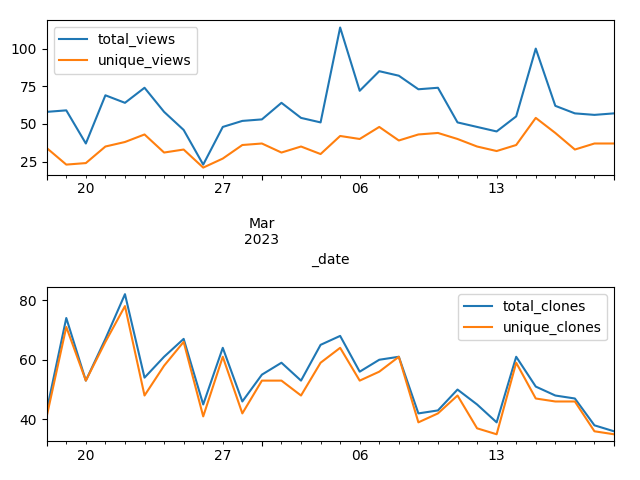 total_views
unique_views
100
75
50
25
20 27 06 13
Mar
2023
_date
total_clones
unique_clones
80
60
40
20 27 06 13